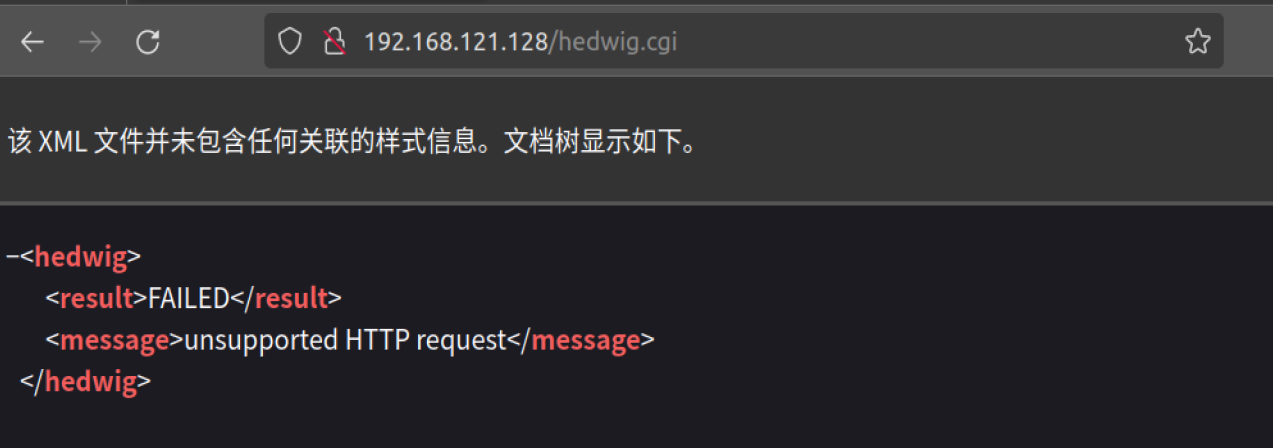 192.168.121.128/hedwig.cgi
该 XML 文件并未包含任何关联的样式信息。文档树显示如下。
−<hedwig>
<result>FAILED</result>
<message>unsupported HTTP request</message>
</hedwig>